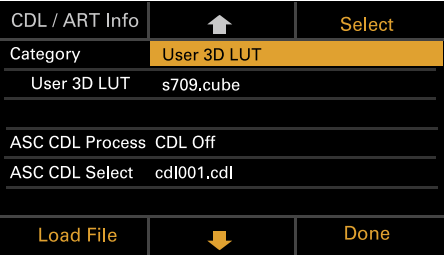 CDL / ART Info Select
Category User 3D LUT
User 3D LUT s709.cube
ASC CDL Process CDL Off
ASC CDL Select cdl001.cdl
Load File Done